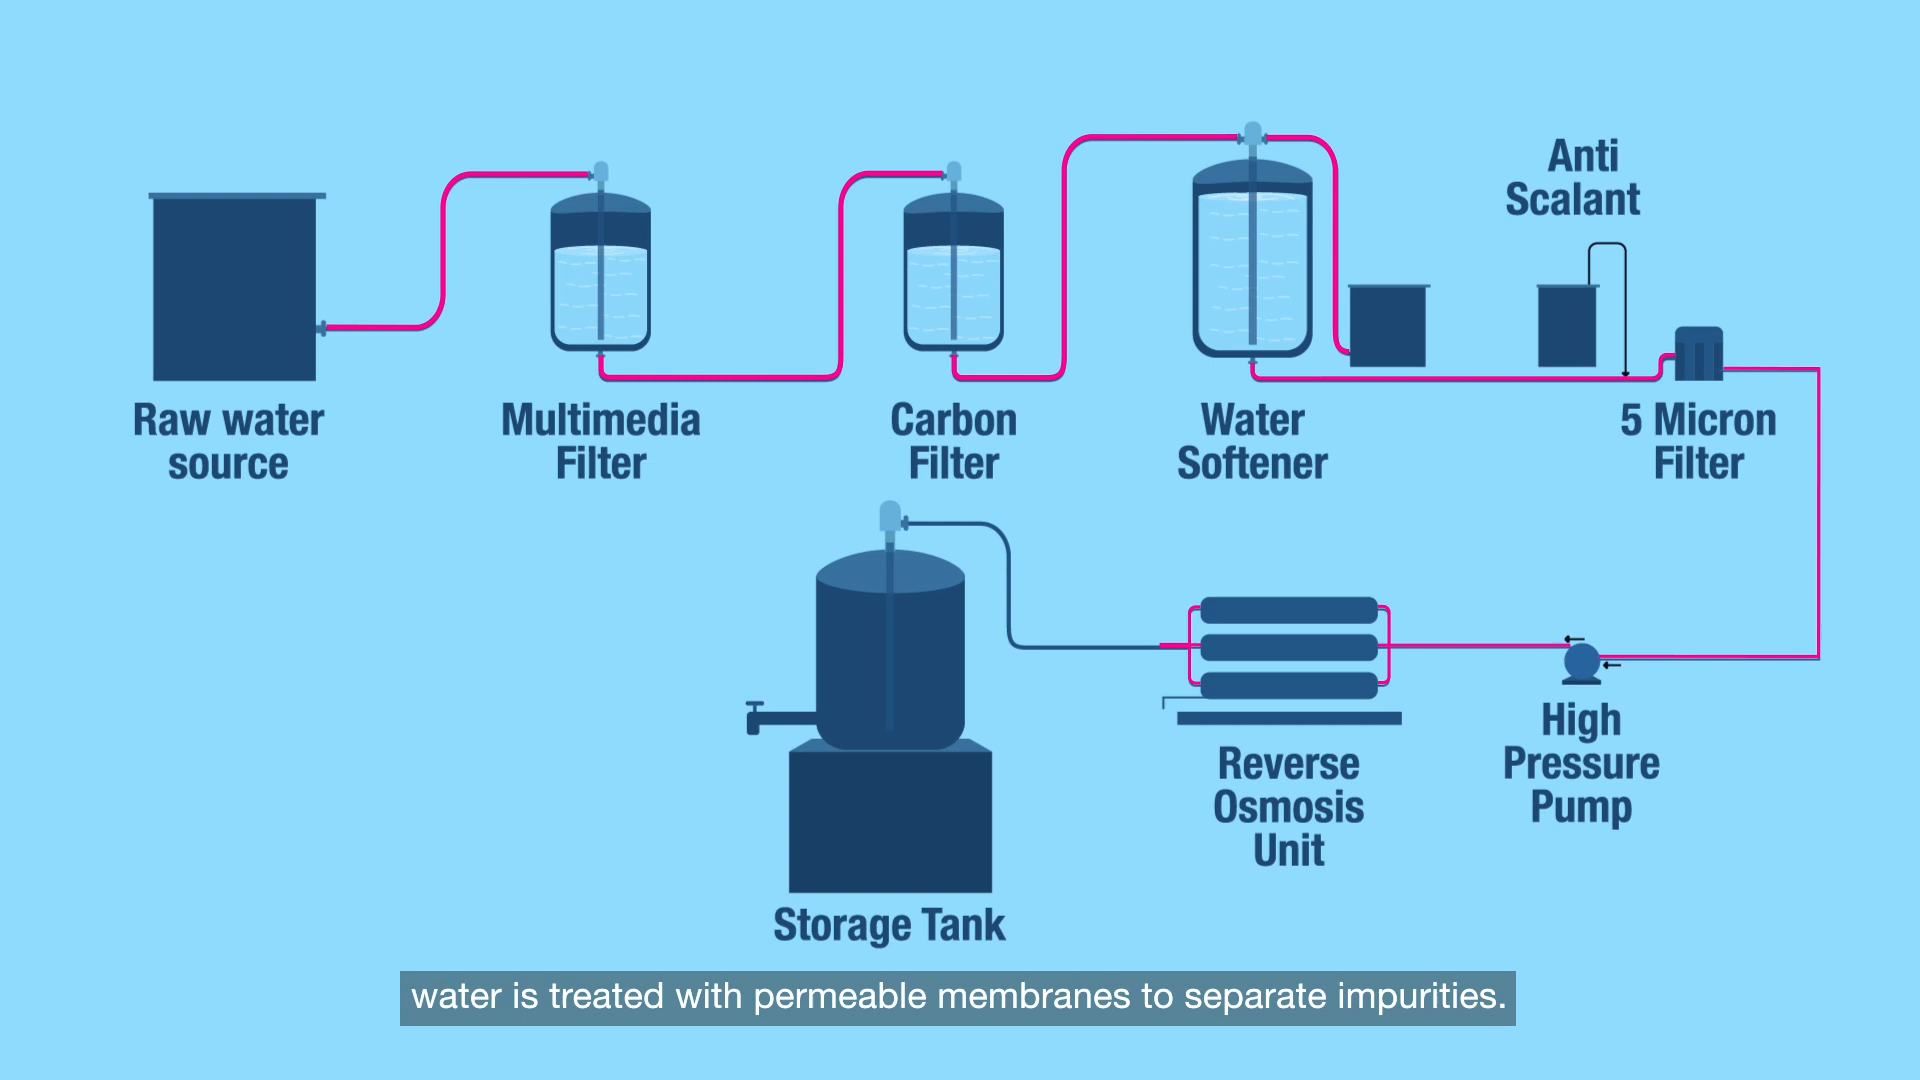 Anti
Scalant
Raw water
source
Multimedia
Filter
Carbon
Filter
Water
Softener
5 Micron
Filter
High
Pressure
Pump
Reverse
Osmosis
Unit
Storage Tank
water is treated with permeable membranes to separate impurities.